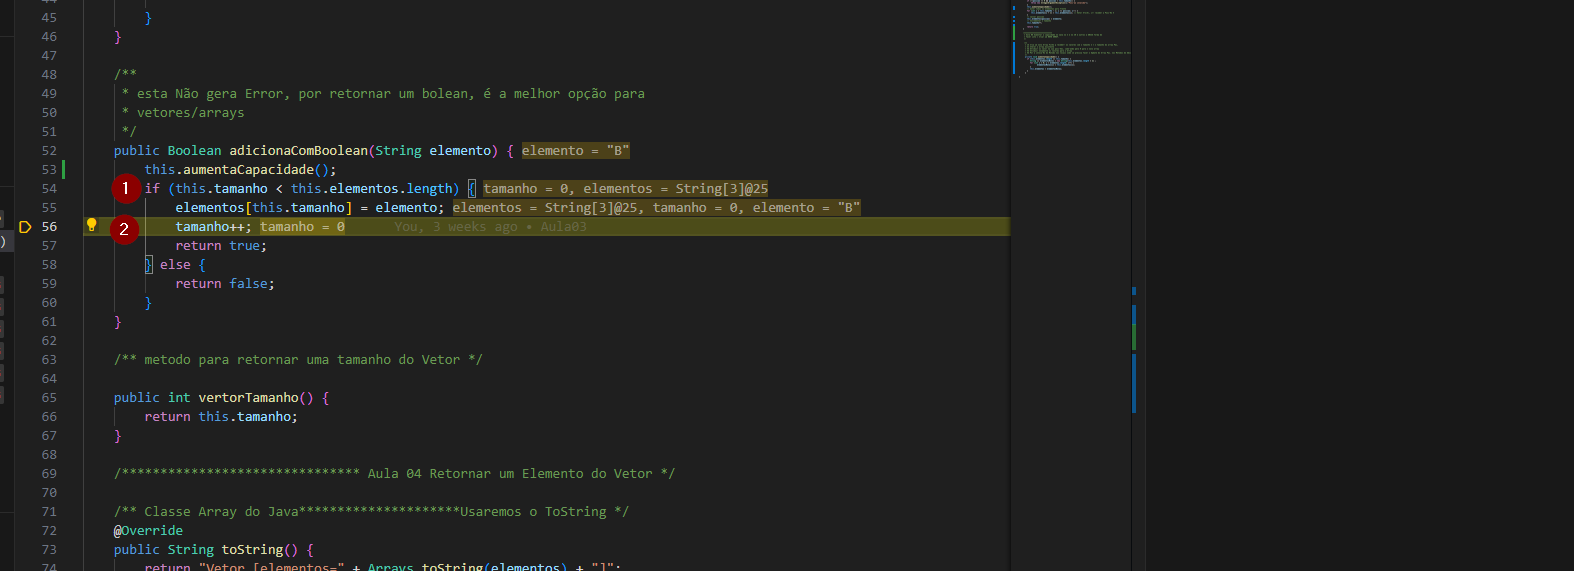 44
45 }
46 }
47
48 /**
49 * esta Não gera Error, por retornar um bolean, é a melhor opção para
50 * vetores/arrays
51 */
52 public Boolean adicionaComBoolean(String elemento) { elemento = "B"
53 this.aumentaCapacidade();
1
54 if (this.tamanho < this.elementos.length) { tamanho = 0, elementos = String[3]@25
55 elementos[this.tamanho] = elemento; elementos = String[3]@25, tamanho = 0, elemento = "B"
2
56 tamanho++; tamanho = 0 You, 3 weeks ago • Aula03
57 return true;
58 } else {
59 return false;
60 }
61 }
62
63 /** metodo para retornar uma tamanho do Vetor */
64
65 public int vertorTamanho() {
66 return this.tamanho;
67 }
68
69 /******************************* Aula 04 Retornar um Elemento do Vetor */
70
71 /** Classe Array do Java*********************Usaremos o ToString */
72 @Override
73 public String toString() {
74 return "Vetor [elementos=" + Arrays.toString(elementos) + "]";